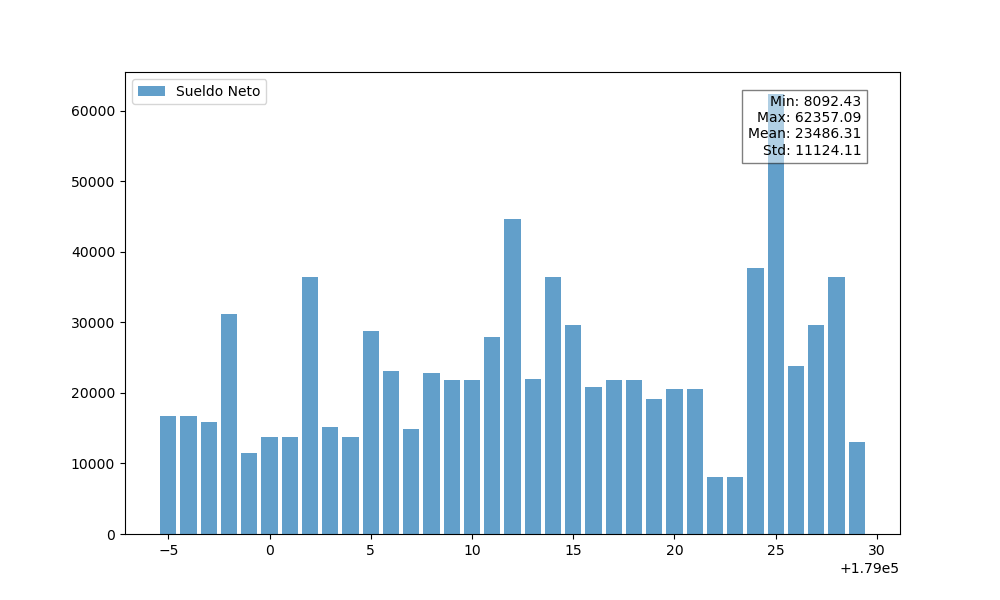 Sueldo Neto
Min: 8092.43
Max: 62357.09
Mean: 23486.31
Std: 11124.11
60000
50000
40000
30000
20000
10000
0
−5 0 5 10 15 20 25 30
+1.79e5